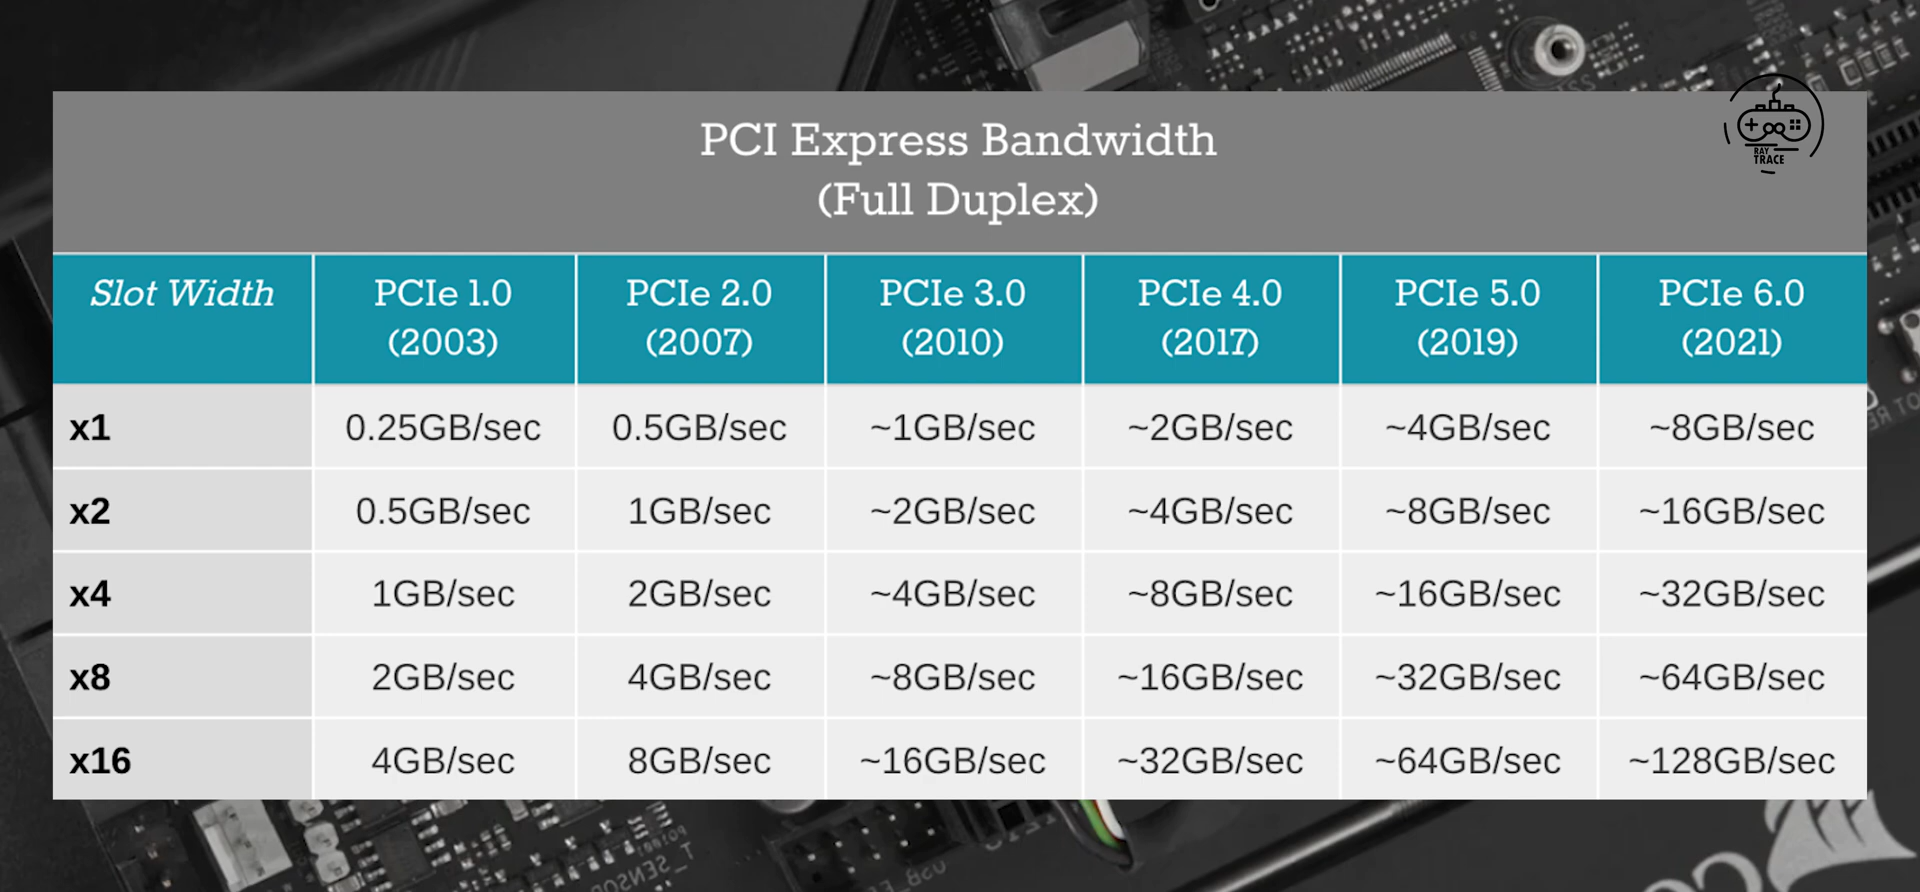 PCI Express Bandwidth
(Full Duplex)
RAY
TRACE
Slot Width PCIe 1.0 (2003) PCIe 2.0 (2007) PCIe 3.0 (2010) PCIe 4.0 (2017) PCIe 5.0 (2019) PCIe 6.0 (2021)
x1 0.25GB/sec 0.5GB/sec ~1GB/sec ~2GB/sec ~4GB/sec ~8GB/sec
x2 0.5GB/sec 1GB/sec ~2GB/sec ~4GB/sec ~8GB/sec ~16GB/sec
x4 1GB/sec 2GB/sec ~4GB/sec ~8GB/sec ~16GB/sec ~32GB/sec
x8 2GB/sec 4GB/sec ~8GB/sec ~16GB/sec ~32GB/sec ~64GB/sec
x16 4GB/sec 8GB/sec ~16GB/sec ~32GB/sec ~64GB/sec ~128GB/sec